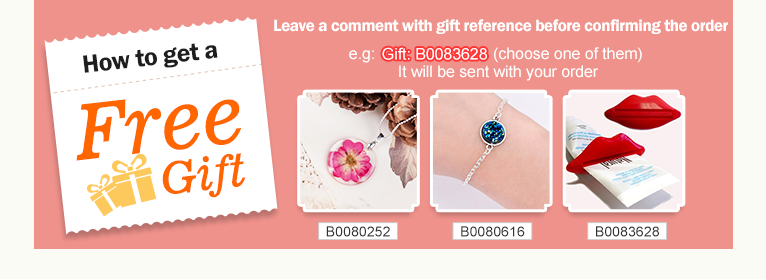 How to get a
Free
Gift
Leave a comment with gift reference before confirming the order
e.g: Gift: B0083628 (choose one of them)
It will be sent with your order
B0080252
B0080616
B0083628